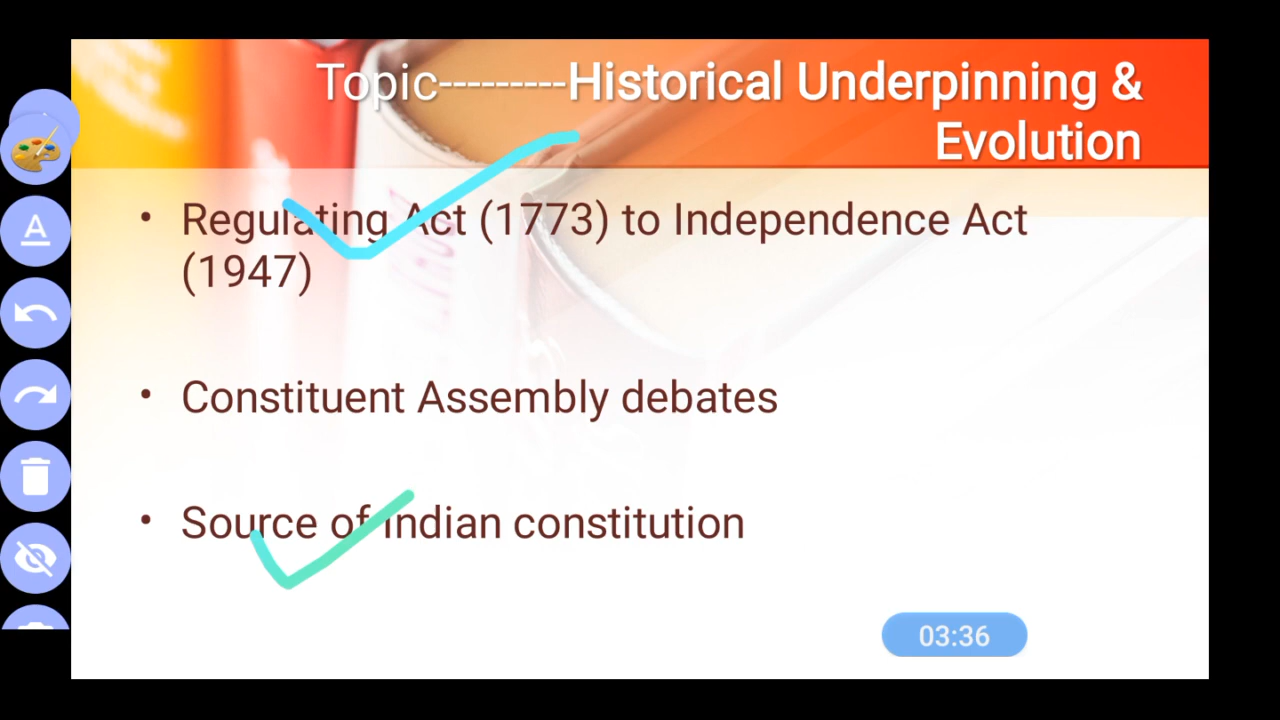 Topic---------Historical Underpinning &
Evolution
• Regulating Act (1773) to Independence Act
(1947)
• Constituent Assembly debates
• Source of Indian constitution
03:36
A